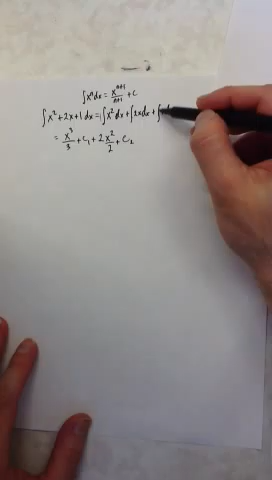 ∫xⁿdx = xⁿ⁺¹/n+1 + C
∫x²+2x+1 dx = ∫x²dx + ∫2xdx + ∫
= x³/3 + C₁ + 2x²/2 + C₂